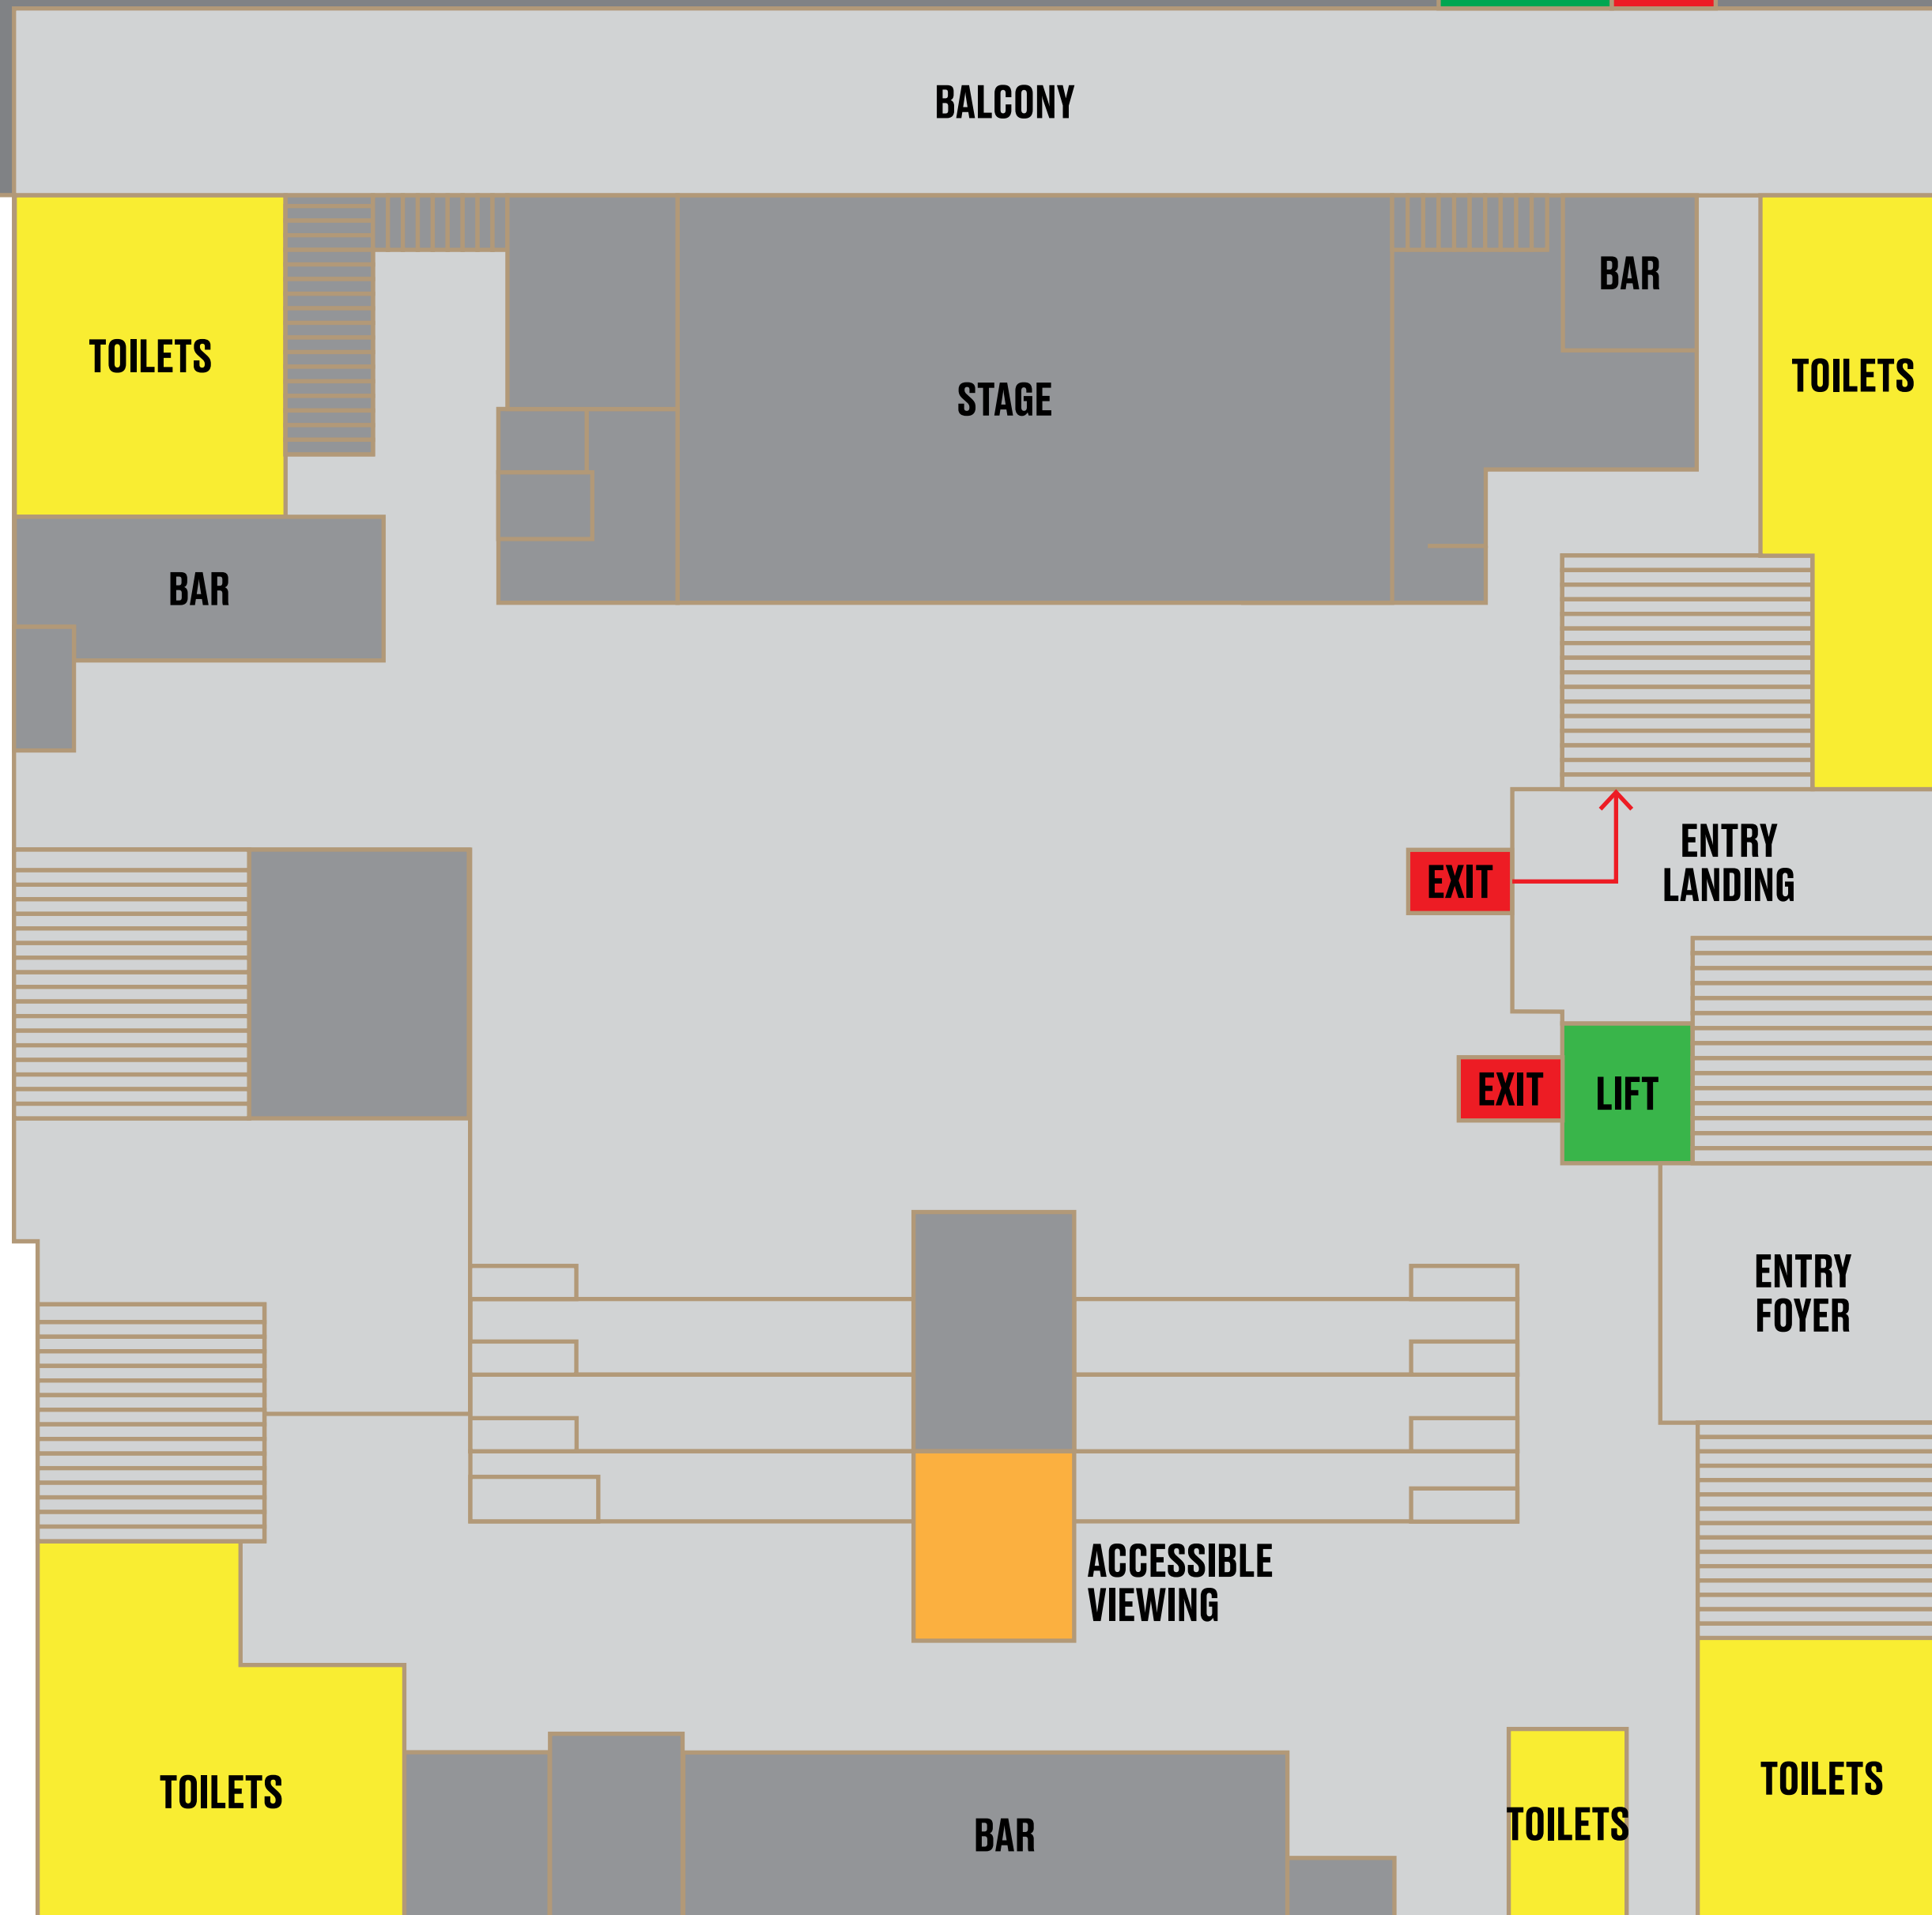 BALCONY
BAR
TOILETS
TOILETS
STAGE
BAR
ENTRY
LANDING
EXIT
EXIT
LIFT
ENTRY
FOYER
ACCESSIBLE
VIEWING
TOILETS
TOILETS
TOILETS
BAR